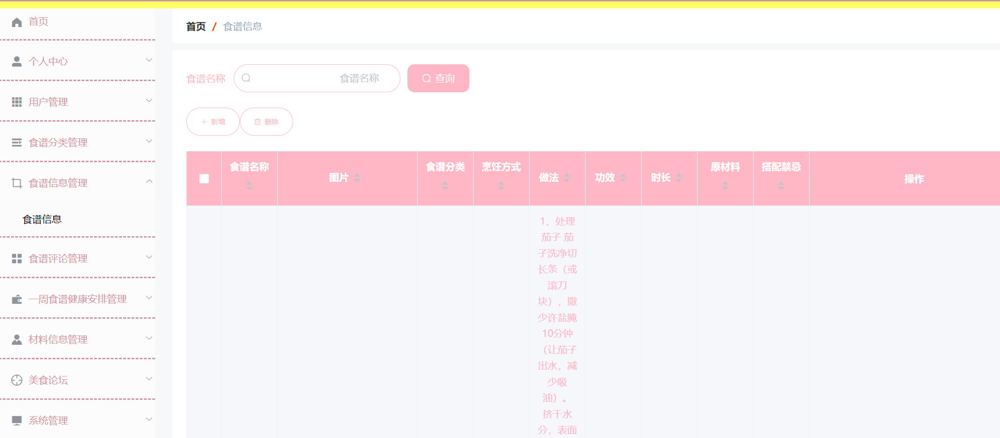 首页
个人中心
用户管理
食谱分类管理
食谱信息管理
食谱信息
食谱评论管理
一周食谱健康安排管理
材料信息管理
美食论坛
系统管理
首页 / 食谱信息
食谱名称 食谱名称 查询
新增 删除
食谱名称 图片 食谱分类 烹饪方式 做法 功效 时长 原材料 搭配禁忌 操作
1、处理
茄子 茄
子洗净切
长条（或
滚刀
块），撒
少许盐腌
10分钟
（让茄子
出水，减
少吸
油）。
挤干水
分，表面